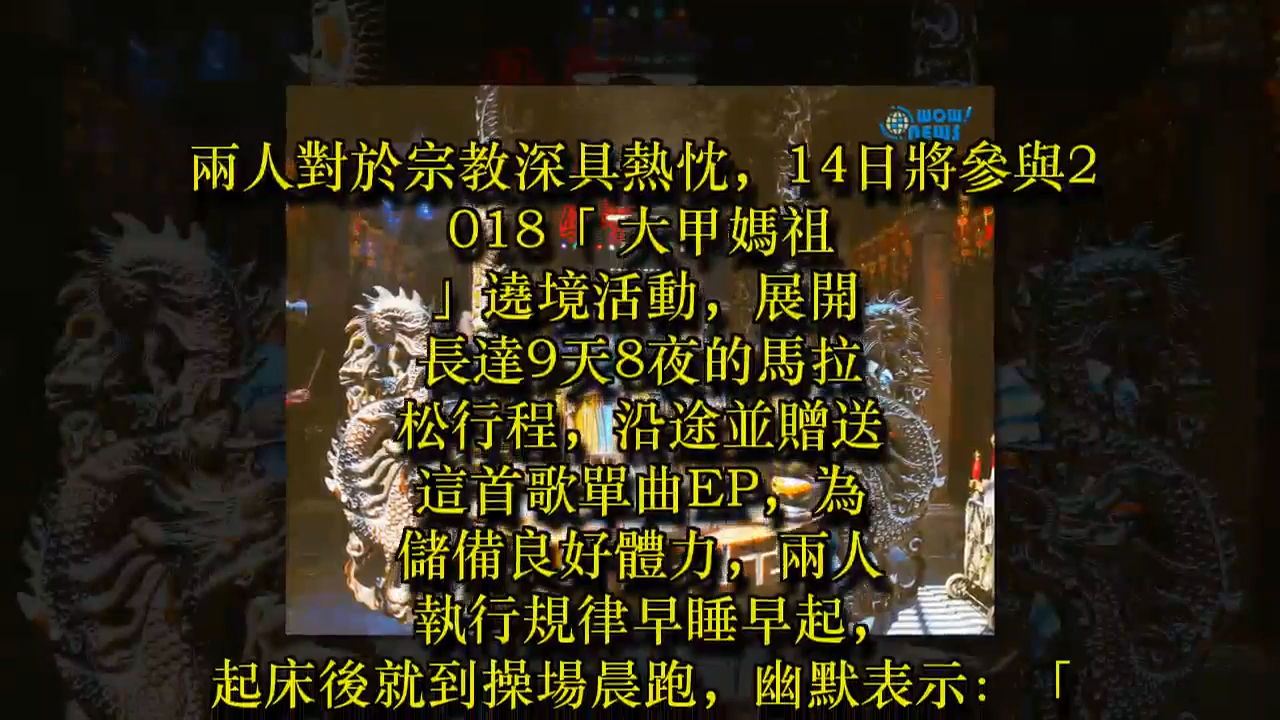 WOW!
NEWS
兩人對於宗教深具熱忱，14日將參與2
018「 大甲媽祖
」遶境活動，展開
長達9天8夜的馬拉
松行程，沿途並贈送
這首歌單曲EP，為
儲備良好體力，兩人
執行規律早睡早起，
起床後就到操場晨跑，幽默表示：「